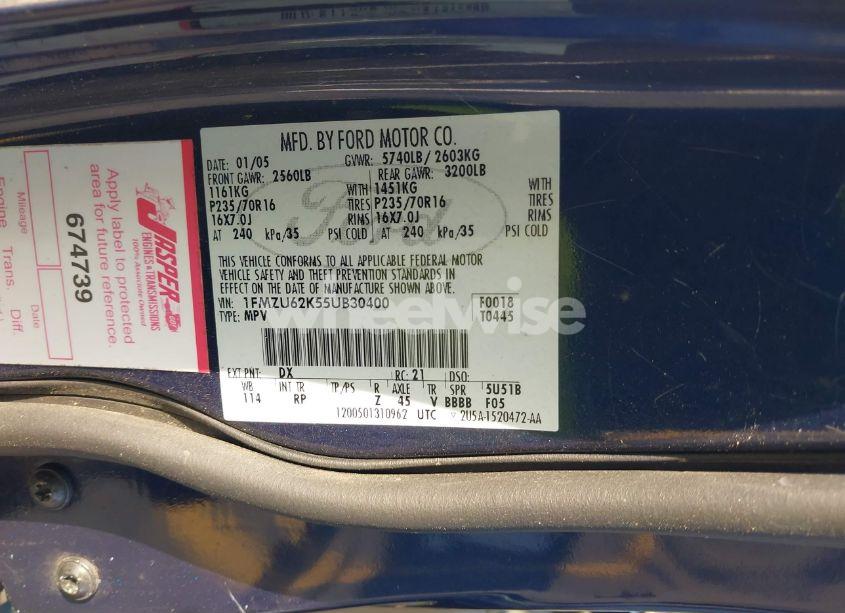 MFD. BY FORD MOTOR CO.
DATE: 01/05 GVWR: 5740LB/ 2603KG
FRONT GAWR: 2560LB REAR GAWR: 3200LB
1161KG WITH 1451KG WITH
P235/70R16 TIRES P235/70R16 TIRES
16X7.0J RIMS 16X7.0J RIMS
AT 240 kPa/35 PSI COLD AT 240 kPa/35 PSI COLD
Ford
THIS VEHICLE CONFORMS TO ALL APPLICABLE FEDERAL MOTOR
VEHICLE SAFETY AND THEFT PREVENTION STANDARDS IN
EFFECT ON THE DATE OF MANUFACTURE SHOWN ABOVE.
VIN: 1FMZU62K55UB30400 F0018
TYPE: MPV T0445
EXT PNT: DX RC: 21 DSO:
WB INT TR TP/PS R AXLE TR SPR 5U51B
114 RP Z 45 V BBBB F05
1200501310962 UTC 2U5A-1520472-AA
wheelwise
JASPER
ENGINES & TRANSMISSIONS
100% Associate Owned
.com
674739
Apply label to protected
area for future reference.
Mileage
Engine Trans. Diff.